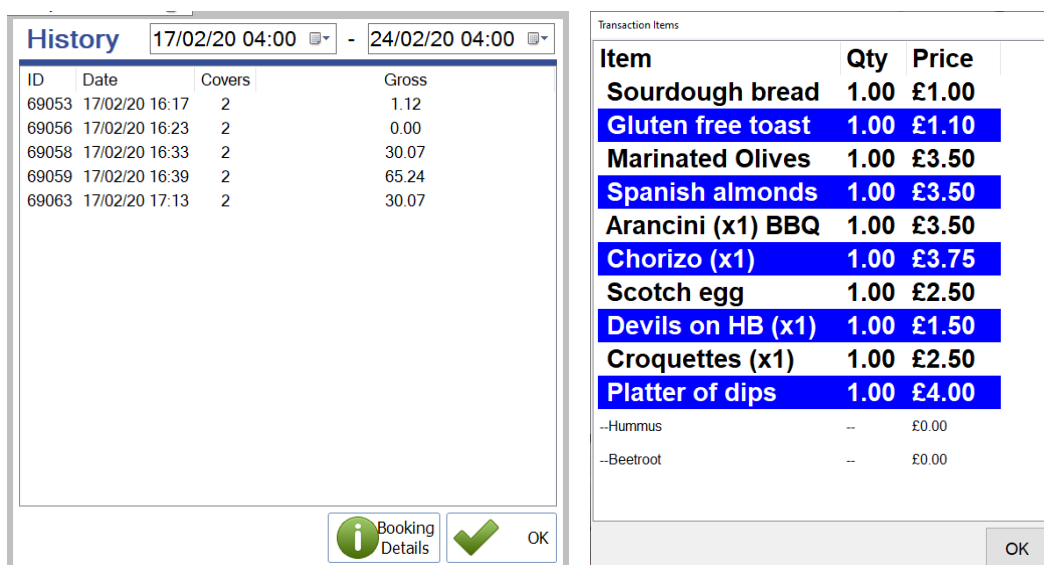 History 17/02/20 04:00 - 24/02/20 04:00
ID Date Covers Gross
69053 17/02/20 16:17 2 1.12
69056 17/02/20 16:23 2 0.00
69058 17/02/20 16:33 2 30.07
69059 17/02/20 16:39 2 65.24
69063 17/02/20 17:13 2 30.07
Booking
Details
OK
Transaction Items
Item Qty Price
Sourdough bread 1.00 £1.00
Gluten free toast 1.00 £1.10
Marinated Olives 1.00 £3.50
Spanish almonds 1.00 £3.50
Arancini (x1) BBQ 1.00 £3.50
Chorizo (x1) 1.00 £3.75
Scotch egg 1.00 £2.50
Devils on HB (x1) 1.00 £1.50
Croquettes (x1) 1.00 £2.50
Platter of dips 1.00 £4.00
--Hummus -- £0.00
--Beetroot -- £0.00
OK